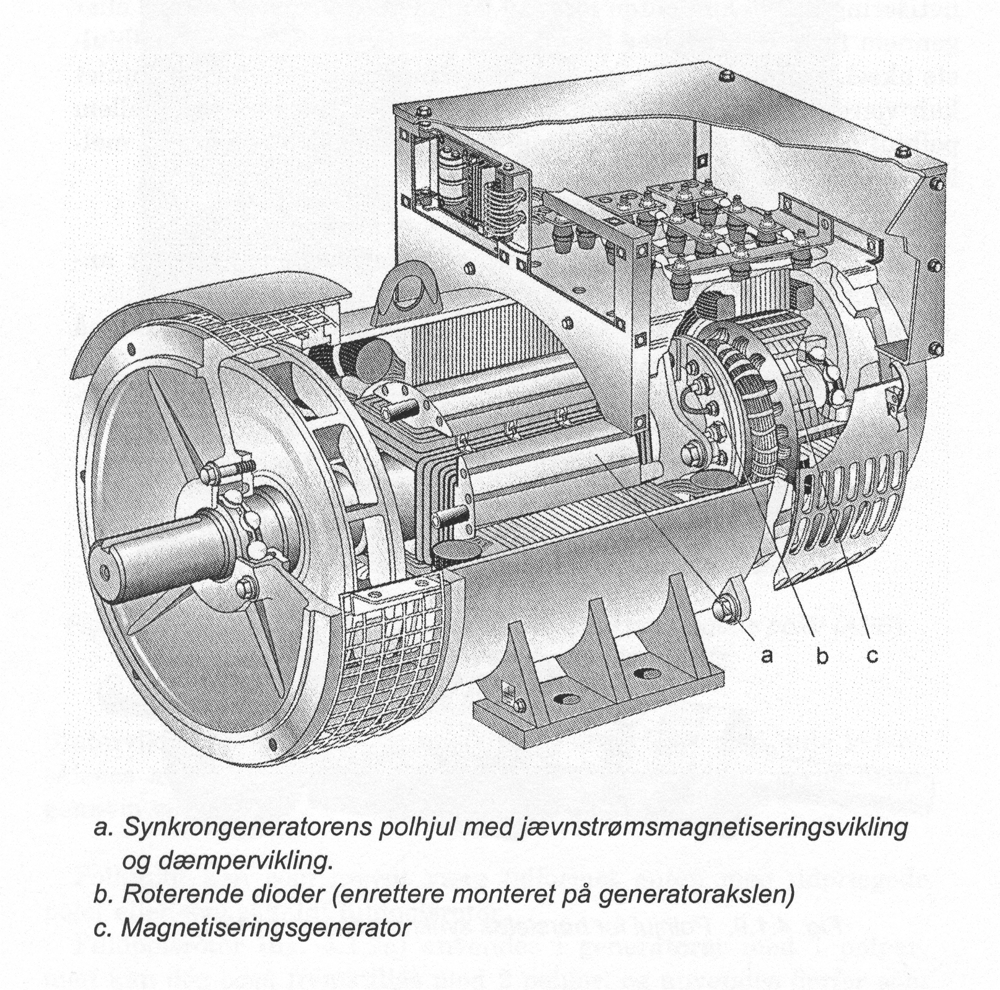 a
b
c
a. Synkrongeneratorens polhjul med jævnstrømsmagnetiseringsvikling
og dæmpervikling.
b. Roterende dioder (enrettere monteret på generatorakslen)
c. Magnetiseringsgenerator